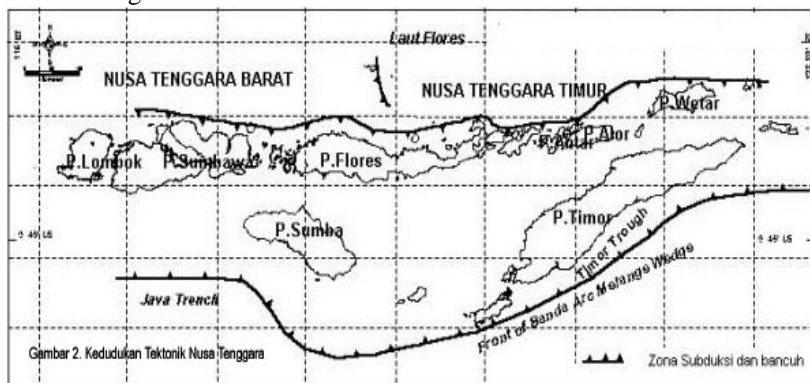 Laut Flores
NUSA TENGGARA BARAT
NUSA TENGGARA TIMUR
P.Wetar
P.Alor
P.Lombok
P.Sumbawa
P.Flores
P.Sumba
P.Timor
Timor Trough
Java Trench
Front of Banda Arc Melange Wedge
Gambar 2. Kedudukan Tektonik Nusa Tenggara
Zona Subduksi dan bancuh